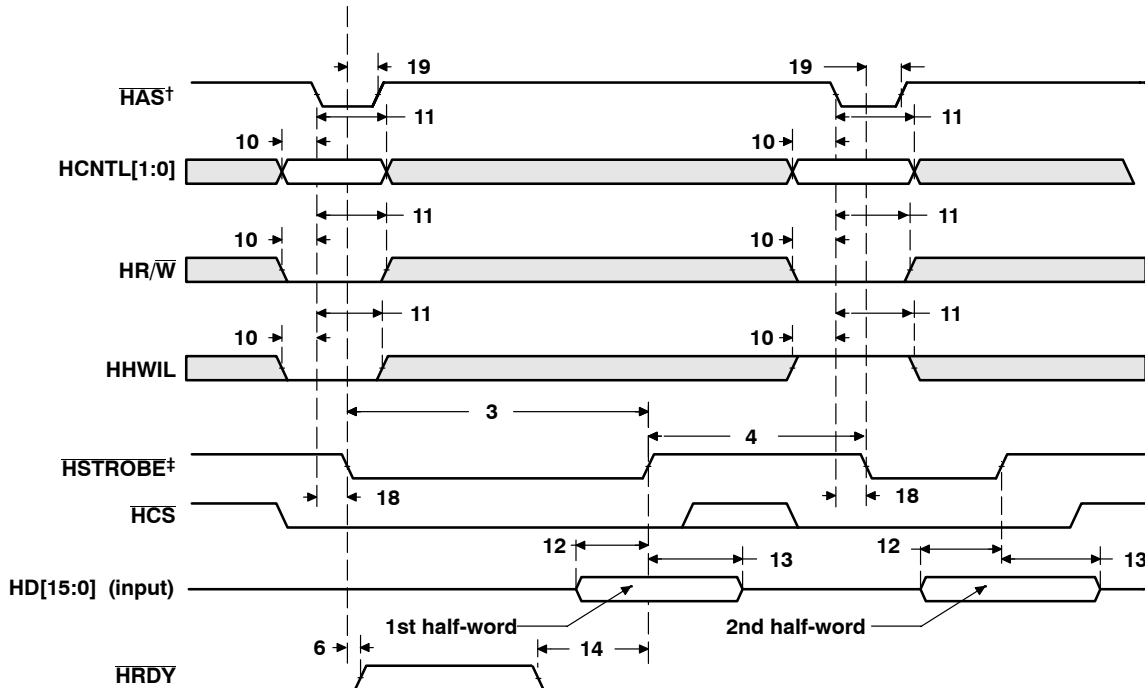 19 19
HAS†
11 11
10 10
HCNTL[1:0]
11 11
10 10
HR/W
11 11
10 10
HHWIL
3
4
HSTROBE‡
18 18
HCS
12 12
13 13
HD[15:0] (input)
1st half-word 2nd half-word
6 14
HRDY